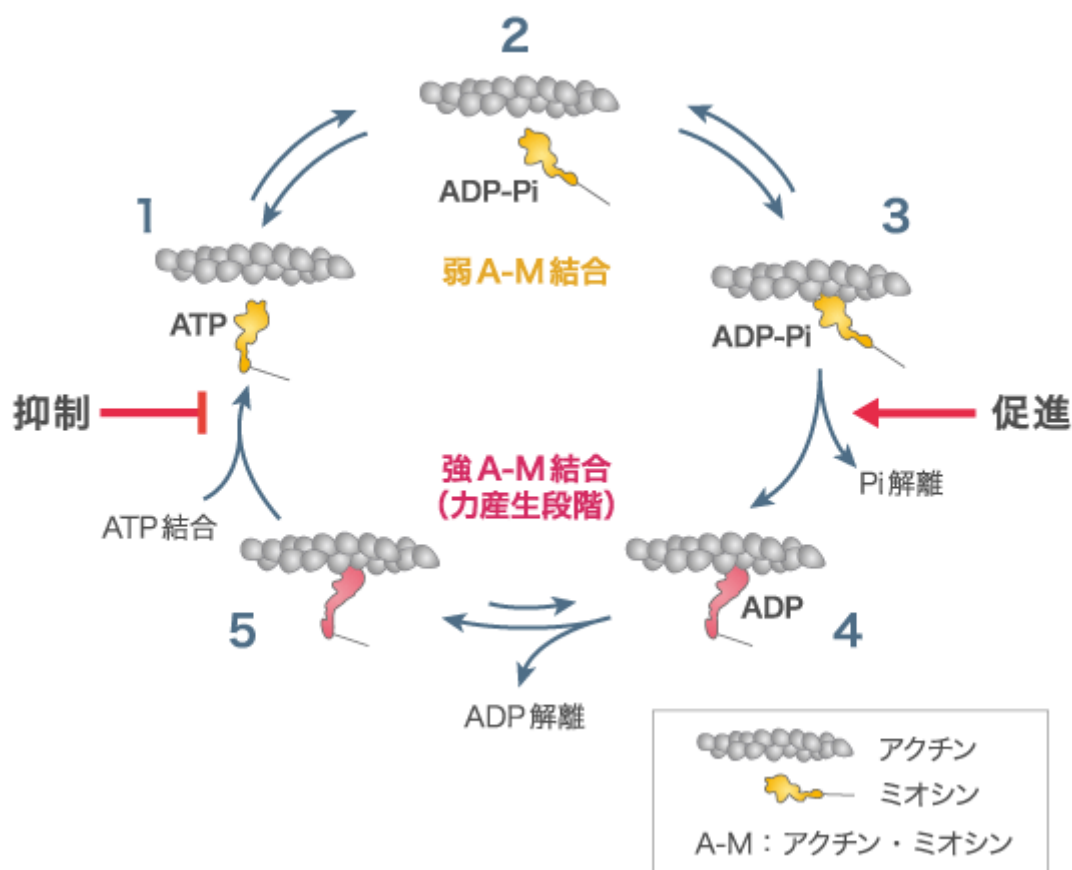 2
ADP-Pi
1
3
弱A-M結合
ATP
ADP-Pi
抑制
促進
強A-M結合
（力産生段階）
Pi解離
ATP結合
ADP
5
4
ADP解離
アクチン
ミオシン
A-M：アクチン・ミオシン